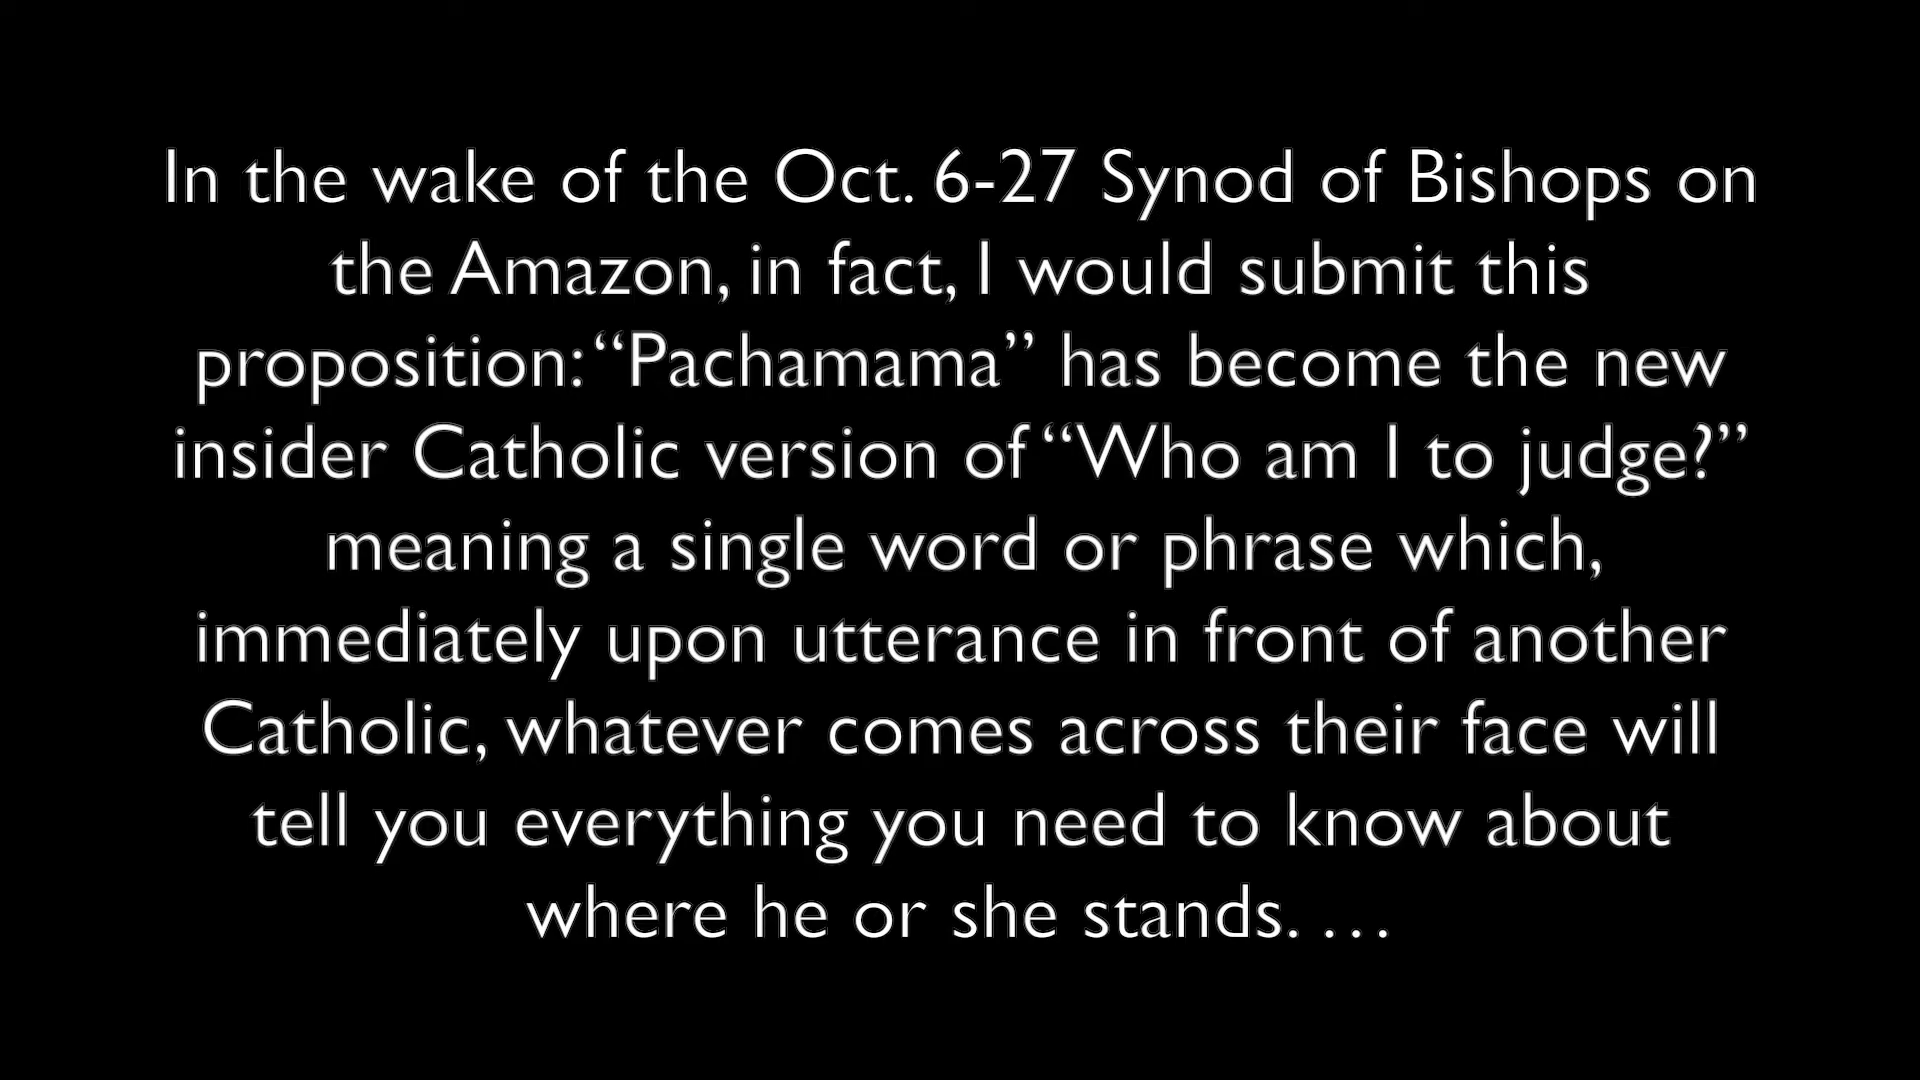 In the wake of the Oct. 6-27 Synod of Bishops on
the Amazon, in fact, I would submit this
proposition: “Pachamama” has become the new
insider Catholic version of “Who am I to judge?”
meaning a single word or phrase which,
immediately upon utterance in front of another
Catholic, whatever comes across their face will
tell you everything you need to know about
where he or she stands. …